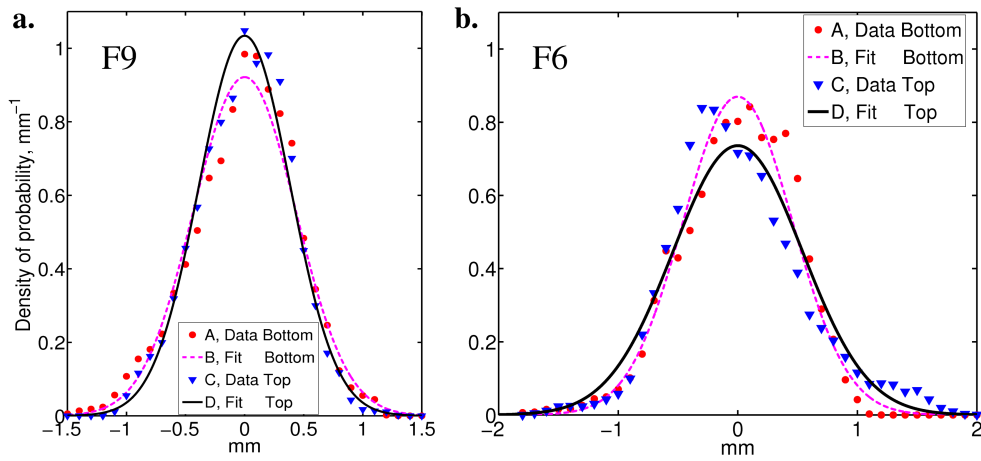 a.
F9
Density of probability, mm⁻¹
1
0.8
0.6
0.4
0.2
0
−1.5 −1.0 −0.5 0 0.5 1.0 1.5
mm
A, Data Bottom
B, Fit Bottom
C, Data Top
D, Fit Top
b.
F6
A, Data Bottom
B, Fit Bottom
C, Data Top
D, Fit Top
1
0.8
0.6
0.4
0.2
0
−2 −1 0 1 2
mm